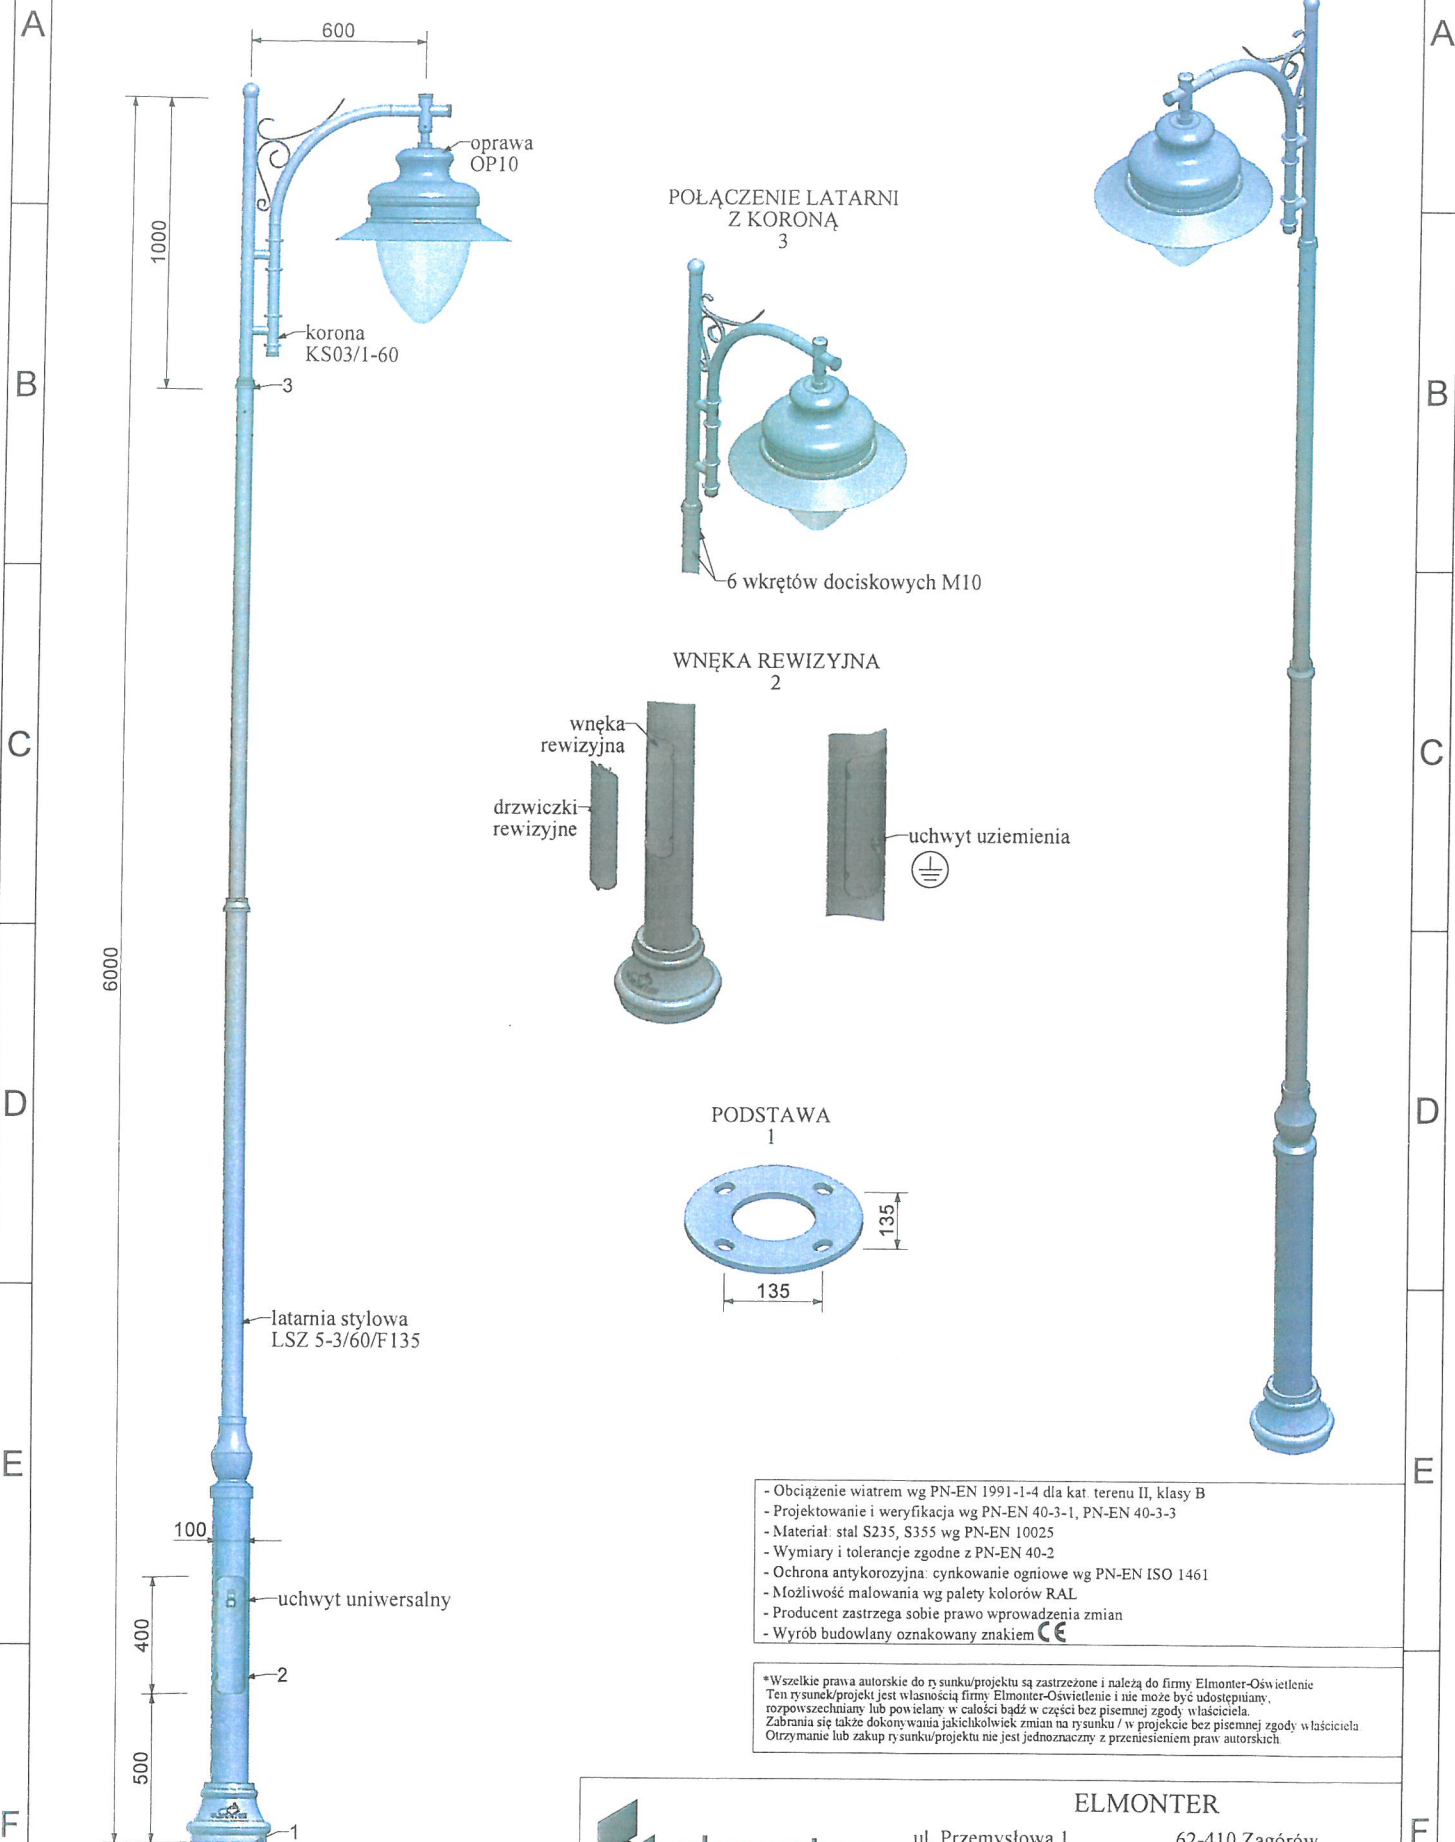 A
A
600
oprawa
OP10
1000
POŁĄCZENIE LATARNI
Z KORONĄ
3
korona
KS03/1-60
3
B
B
6 wkrętów dociskowych M10
WNĘKA REWIZYJNA
2
wnęka
rewizyjna
C
C
drzwiczki
rewizyjne
uchwyt uziemienia
6000
D
D
PODSTAWA
1
135
135
latarnia stylowa
LSZ 5-3/60/F135
E
E
- Obciążenie wiatrem wg PN-EN 1991-1-4 dla kat. terenu II, klasy B
- Projektowanie i weryfikacja wg PN-EN 40-3-1, PN-EN 40-3-3
- Materiał: stal S235, S355 wg PN-EN 10025
- Wymiary i tolerancje zgodne z PN-EN 40-2
- Ochrona antykorozyjna: cynkowanie ogniowe wg PN-EN ISO 1461
- Możliwość malowania wg palety kolorów RAL
- Producent zastrzega sobie prawo wprowadzenia zmian
- Wyrób budowlany oznakowany znakiem CE
100
uchwyt uniwersalny
400
2
*Wszelkie prawa autorskie do rysunku/projektu są zastrzeżone i należą do firmy Elmonter-Oświetlenie
Ten rysunek/projekt jest własnością firmy Elmonter-Oświetlenie i nie może być udostępniany,
rozpowszechniany lub powielany w całości bądź w części bez pisemnej zgody właściciela.
Zabrania się także dokonywania jakichkolwiek zmian na rysunku / w projekcie bez pisemnej zgody właściciela
Otrzymanie lub zakup rysunku/projektu nie jest jednoznaczny z przeniesieniem praw autorskich.
500
ELMONTER
F
F
1
ul. Przemysłowa 1
62-410 Zagórów